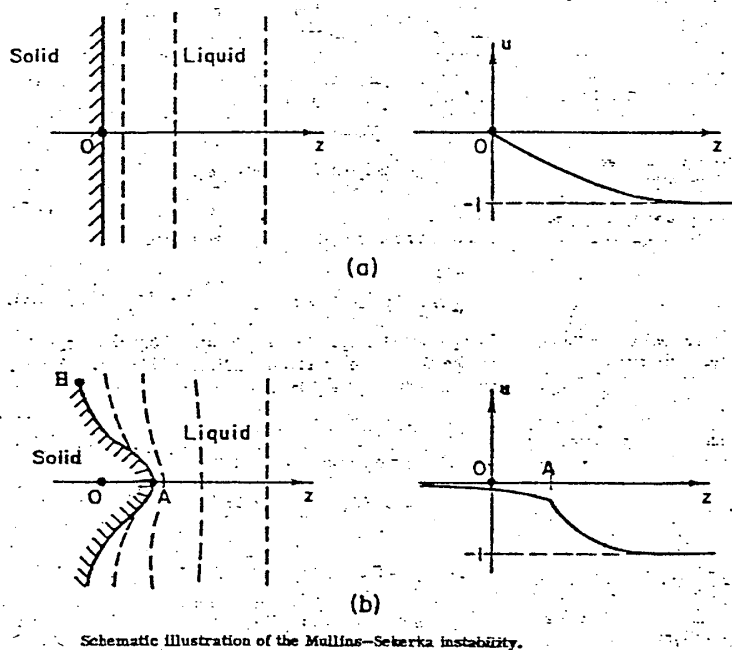 Solid Liquid
O z
u
O z
-1
(a)
B
Solid Liquid
O A z
u
O A z
-1
(b)
Schematic illustration of the Mullins—Sekerka instability.